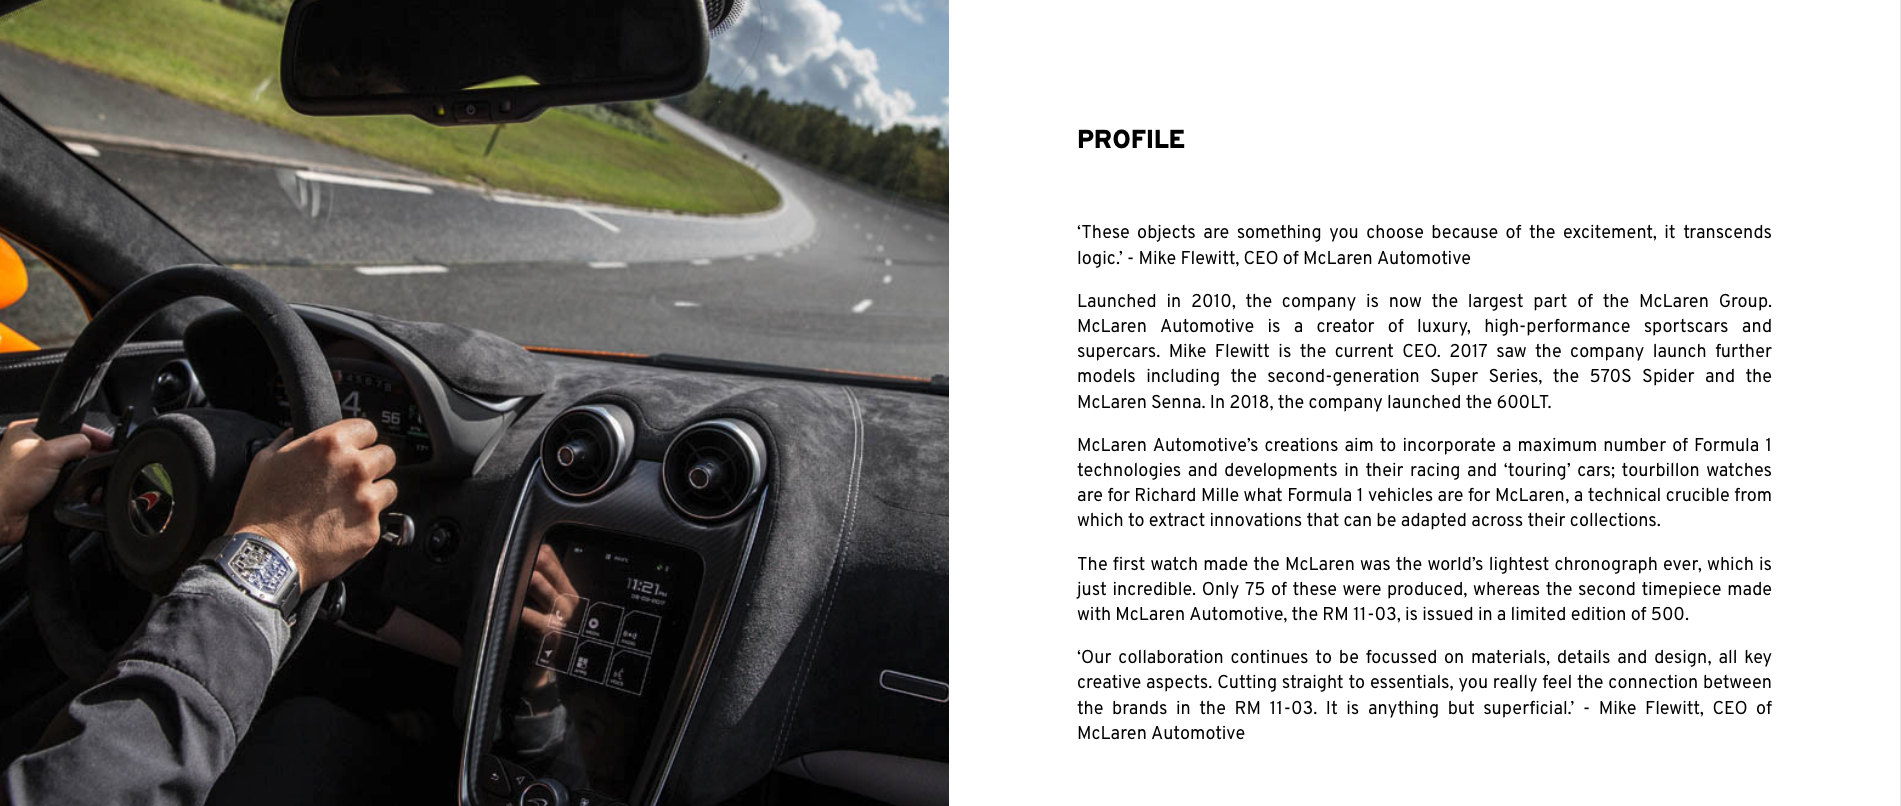 4
56
11:21
PROFILE
‘These objects are something you choose because of the excitement, it transcends
logic.’ - Mike Flewitt, CEO of McLaren Automotive
Launched in 2010, the company is now the largest part of the McLaren Group.
McLaren Automotive is a creator of luxury, high-performance sportscars and
supercars. Mike Flewitt is the current CEO. 2017 saw the company launch further
models including the second-generation Super Series, the 570S Spider and the
McLaren Senna. In 2018, the company launched the 600LT.
McLaren Automotive’s creations aim to incorporate a maximum number of Formula 1
technologies and developments in their racing and ‘touring’ cars; tourbillon watches
are for Richard Mille what Formula 1 vehicles are for McLaren, a technical crucible from
which to extract innovations that can be adapted across their collections.
The first watch made the McLaren was the world’s lightest chronograph ever, which is
just incredible. Only 75 of these were produced, whereas the second timepiece made
with McLaren Automotive, the RM 11-03, is issued in a limited edition of 500.
‘Our collaboration continues to be focussed on materials, details and design, all key
creative aspects. Cutting straight to essentials, you really feel the connection between
the brands in the RM 11-03. It is anything but superficial.’ - Mike Flewitt, CEO of
McLaren Automotive